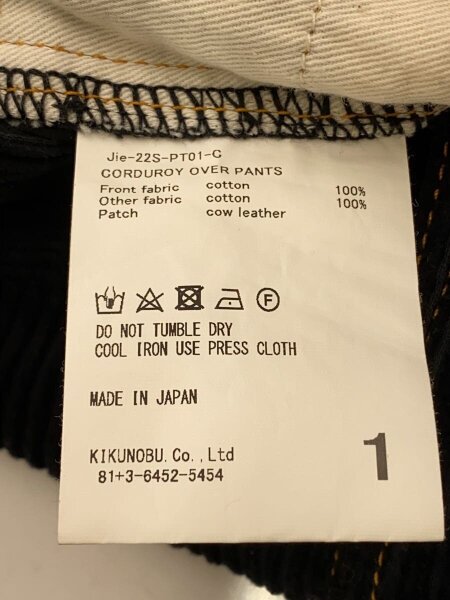 Jie-22S-PT01-C
CORDUROY OVER PANTS
Front fabric cotton 100%
Other fabric cotton 100%
Patch cow leather
F
DO NOT TUMBLE DRY
COOL IRON USE PRESS CLOTH
MADE IN JAPAN
KIKUNOBU. Co., Ltd
81+3-6452-5454
1